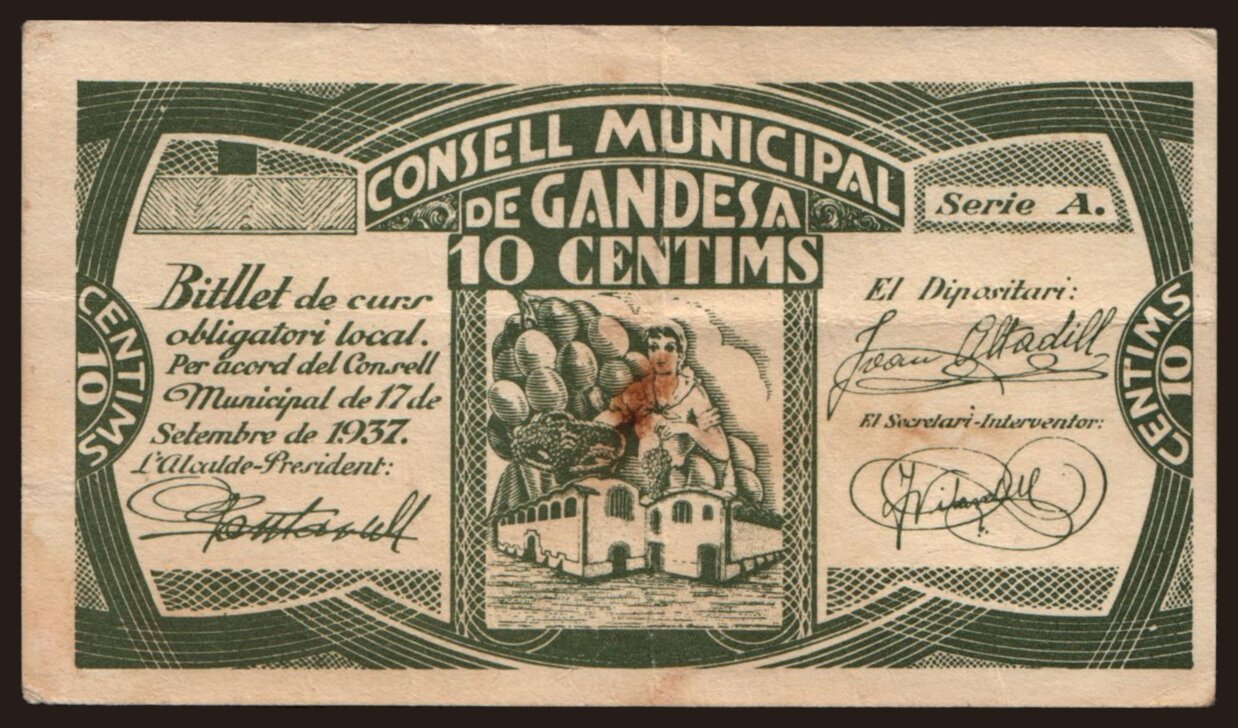 CONSELL MUNICIPAL
DE GANDESA
10 CENTIMS
Serie A.
Bitllet de curs
obligatori local.
Per acord del Consell
Municipal de 17 de
Setembre de 1937.
L'Alcalde-President:
El Dipositari:
Joan Altadill
El Secretari-Interventor:
CENTIMS
10
CENTIMS
10